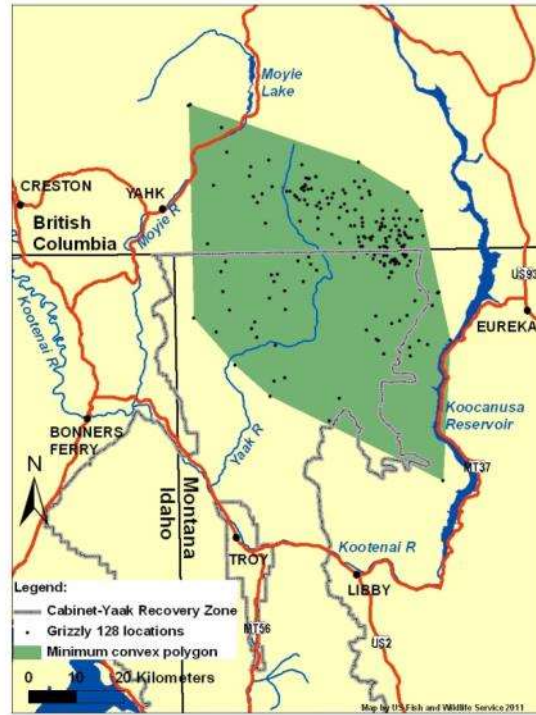 Moyie
Lake
CRESTON
YAHK
British
Columbia
Moyie R
US93
EUREKA
Kootenai R
Koocanusa
Reservoir
BONNERS
FERRY
Yaak R
N
Montana
Idaho
MT37
TROY
Kootenai R
LIBBY
Legend:
Cabinet-Yaak Recovery Zone
Grizzly 128 locations
Minimum convex polygon
MT56
US2
0 10 20 Kilometers
Map by US Fish and Wildlife Service 2011